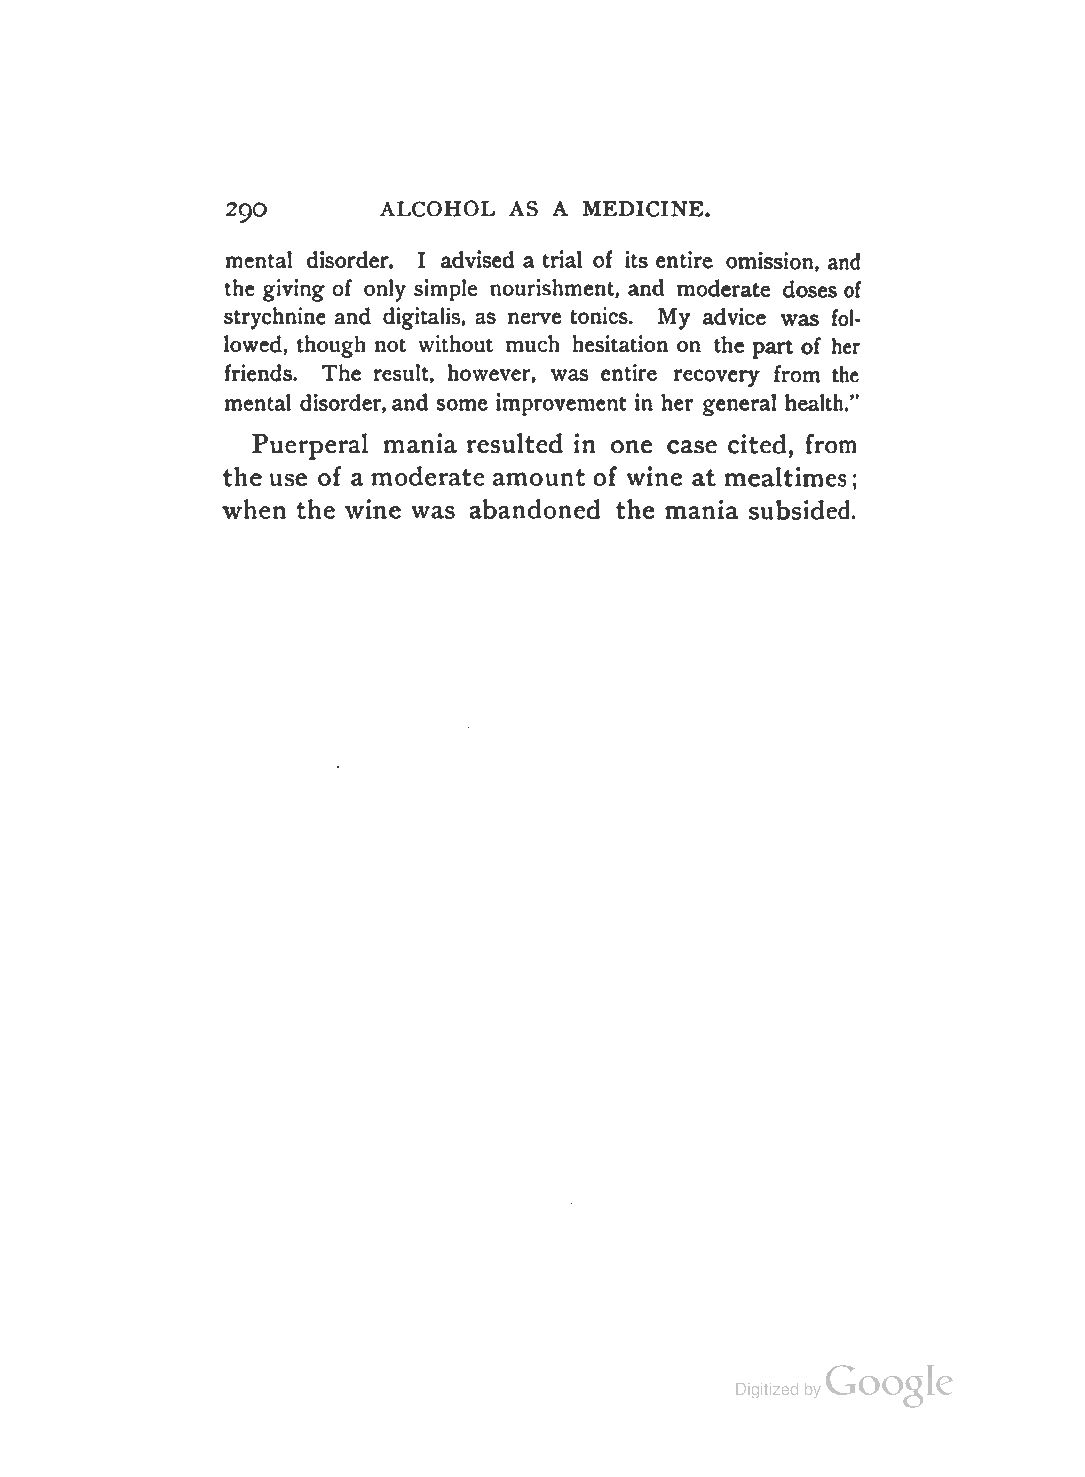 290 ALCOHOL AS A MEDICINE.
mental disorder. I advised a trial of its entire omission, and
the giving of only simple nourishment, and moderate doses of
strychnine and digitalis, as nerve tonics. My advice was fol-
lowed, though not without much hesitation on the part of her
friends. The result, however, was entire recovery from the
mental disorder, and some improvement in her general health."
Puerperal mania resulted in one case cited, from
the use of a moderate amount of wine at mealtimes;
when the wine was abandoned the mania subsided.
Digitized by Google